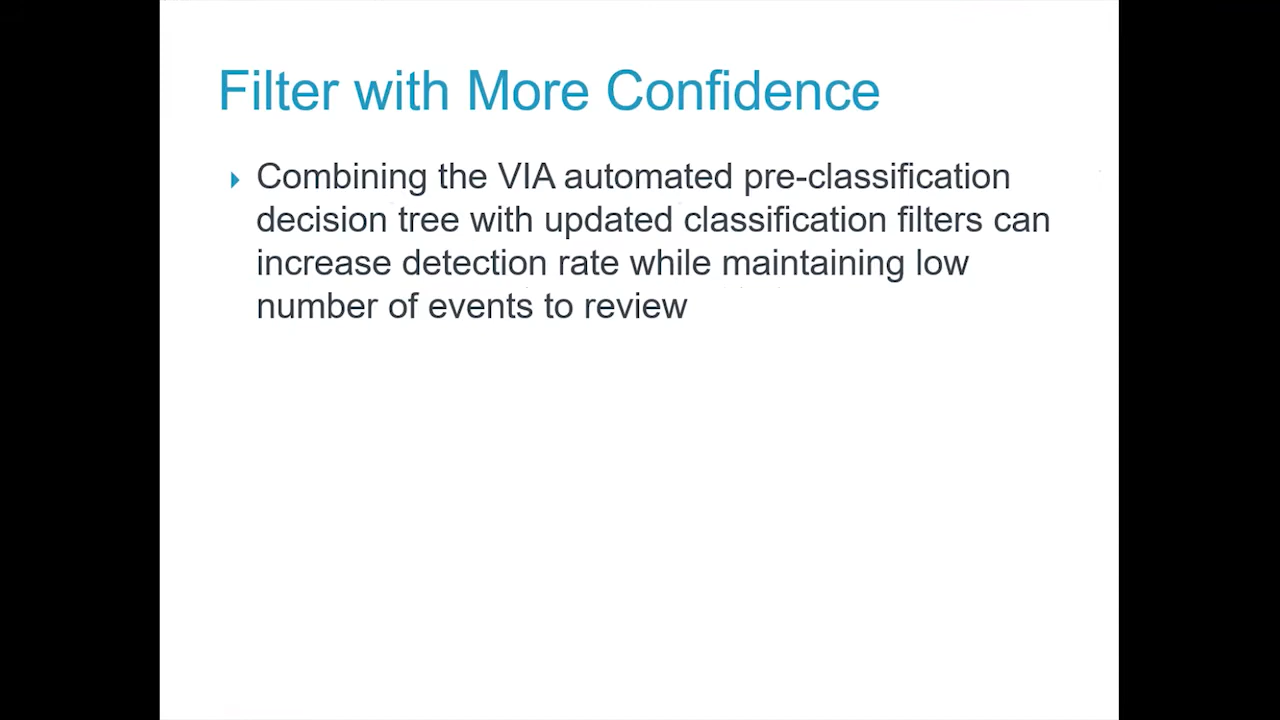 Filter with More Confidence
Combining the VIA automated pre-classification
decision tree with updated classification filters can
increase detection rate while maintaining low
number of events to review